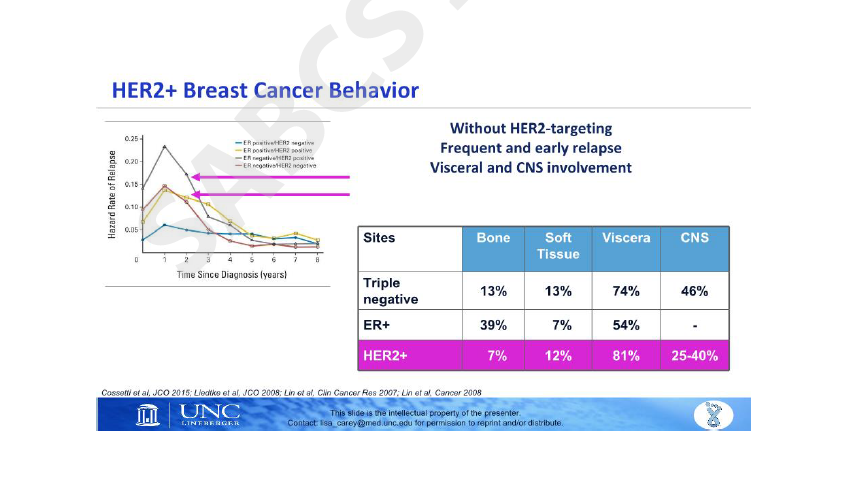 SABCS
HER2+ Breast Cancer Behavior
Without HER2-targeting
Frequent and early relapse
Visceral and CNS involvement
Hazard Rate of Relapse
0.25
0.20
0.15
0.10
0.05
0 1 2 3 4 5 6 7 8
Time Since Diagnosis (years)
ER positive/HER2 negative
ER positive/HER2 positive
ER negative/HER2 positive
ER negative/HER2 negative
Sites Bone Soft Tissue Viscera CNS
Triple negative 13% 13% 74% 46%
ER+ 39% 7% 54% -
HER2+ 7% 12% 81% 25-40%
Cossetti et al, JCO 2015; Liedtke et al, JCO 2008; Lin et al, Clin Cancer Res 2007; Lin et al, Cancer 2008
UNC
LINEBERGER
This slide is the intellectual property of the presenter.
Contact: lisa_carey@med.unc.edu for permission to reprint and/or distribute.